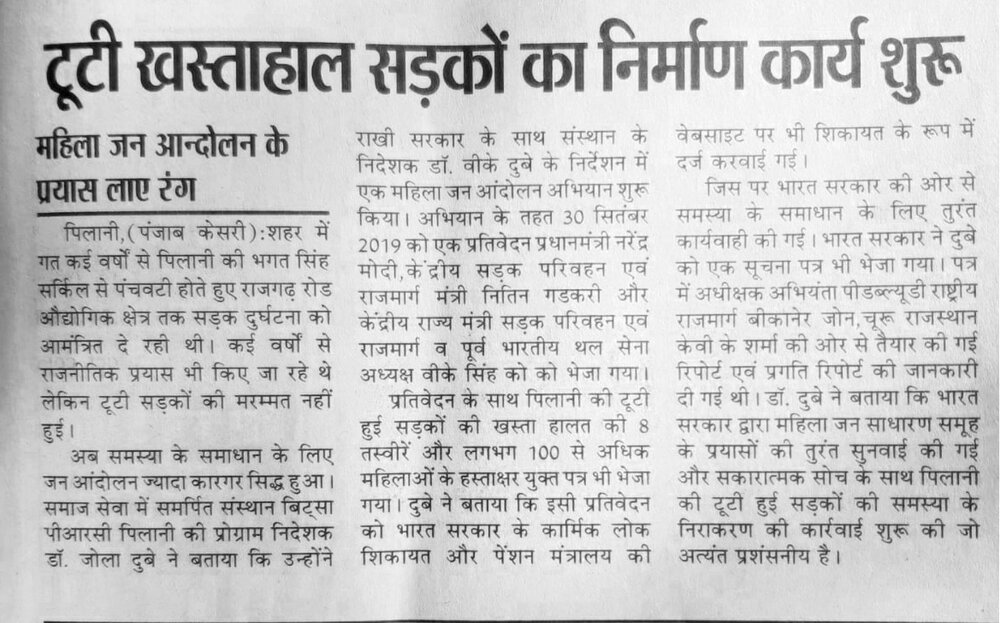 टूटी खस्ताहाल सड़कों का निर्माण कार्य शुरू
महिला जन आन्दोलन के
प्रयास लाए रंग
पिलानी,(पंजाब केसरी):शहर में
गत कई वर्षों से पिलानी की भगत सिंह
सर्किल से पंचवटी होते हुए राजगढ़ रोड
औद्योगिक क्षेत्र तक सड़क दुर्घटना को
आमंत्रित दे रही थी। कई वर्षों से
राजनीतिक प्रयास भी किए जा रहे थे
लेकिन टूटी सड़कों की मरम्मत नहीं
हुई।
अब समस्या के समाधान के लिए
जन आंदोलन ज्यादा कारगर सिद्ध हुआ।
समाज सेवा में समर्पित संस्थान बिट्सा
पीआरसी पिलानी की प्रोग्राम निदेशक
डॉ. जोला दुबे ने बताया कि उन्होंने
राखी सरकार के साथ संस्थान के
निदेशक डॉ. वीके दुबे के निर्देशन में
एक महिला जन आंदोलन अभियान शुरू
किया। अभियान के तहत 30 सितंबर
2019 को एक प्रतिवेदन प्रधानमंत्री नरेंद्र
मोदी,केंद्रीय सड़क परिवहन एवं
राजमार्ग मंत्री नितिन गडकरी और
केंद्रीय राज्य मंत्री सड़क परिवहन एवं
राजमार्ग व पूर्व भारतीय थल सेना
अध्यक्ष वीके सिंह को को भेजा गया।
प्रतिवेदन के साथ पिलानी की टूटी
हुई सड़कों की खस्ता हालत की 8
तस्वीरें और लगभग 100 से अधिक
महिलाओं के हस्ताक्षर युक्त पत्र भी भेजा
गया। दुबे ने बताया कि इसी प्रतिवेदन
को भारत सरकार के कार्मिक लोक
शिकायत और पेंशन मंत्रालय की
वेबसाइट पर भी शिकायत के रूप में
दर्ज करवाई गई।
जिस पर भारत सरकार की ओर से
समस्या के समाधान के लिए तुरंत
कार्यवाही की गई। भारत सरकार ने दुबे
को एक सूचना पत्र भी भेजा गया। पत्र
में अधीक्षक अभियंता पीडब्ल्यूडी राष्ट्रीय
राजमार्ग बीकानेर जोन,चूरू राजस्थान
केवी के शर्मा की ओर से तैयार की गई
रिपोर्ट एवं प्रगति रिपोर्ट की जानकारी
दी गई थी। डॉ. दुबे ने बताया कि भारत
सरकार द्वारा महिला जन साधारण समूह
के प्रयासों की तुरंत सुनवाई की गई
और सकारात्मक सोच के साथ पिलानी
की टूटी हुई सड़कों की समस्या के
निराकरण की कार्रवाई शुरू की जो
अत्यंत प्रशंसनीय है।